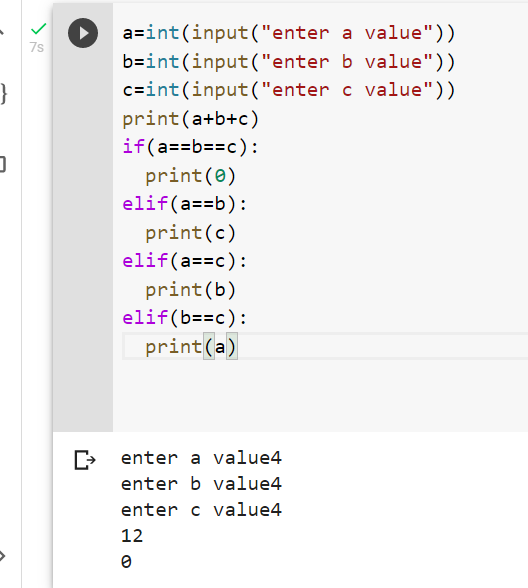 7s
a=int(input("enter a value"))
b=int(input("enter b value"))
c=int(input("enter c value"))
print(a+b+c)
if(a==b==c):
  print(0)
elif(a==b):
  print(c)
elif(a==c):
  print(b)
elif(b==c):
  print(a)
enter a value4
enter b value4
enter c value4
12
0